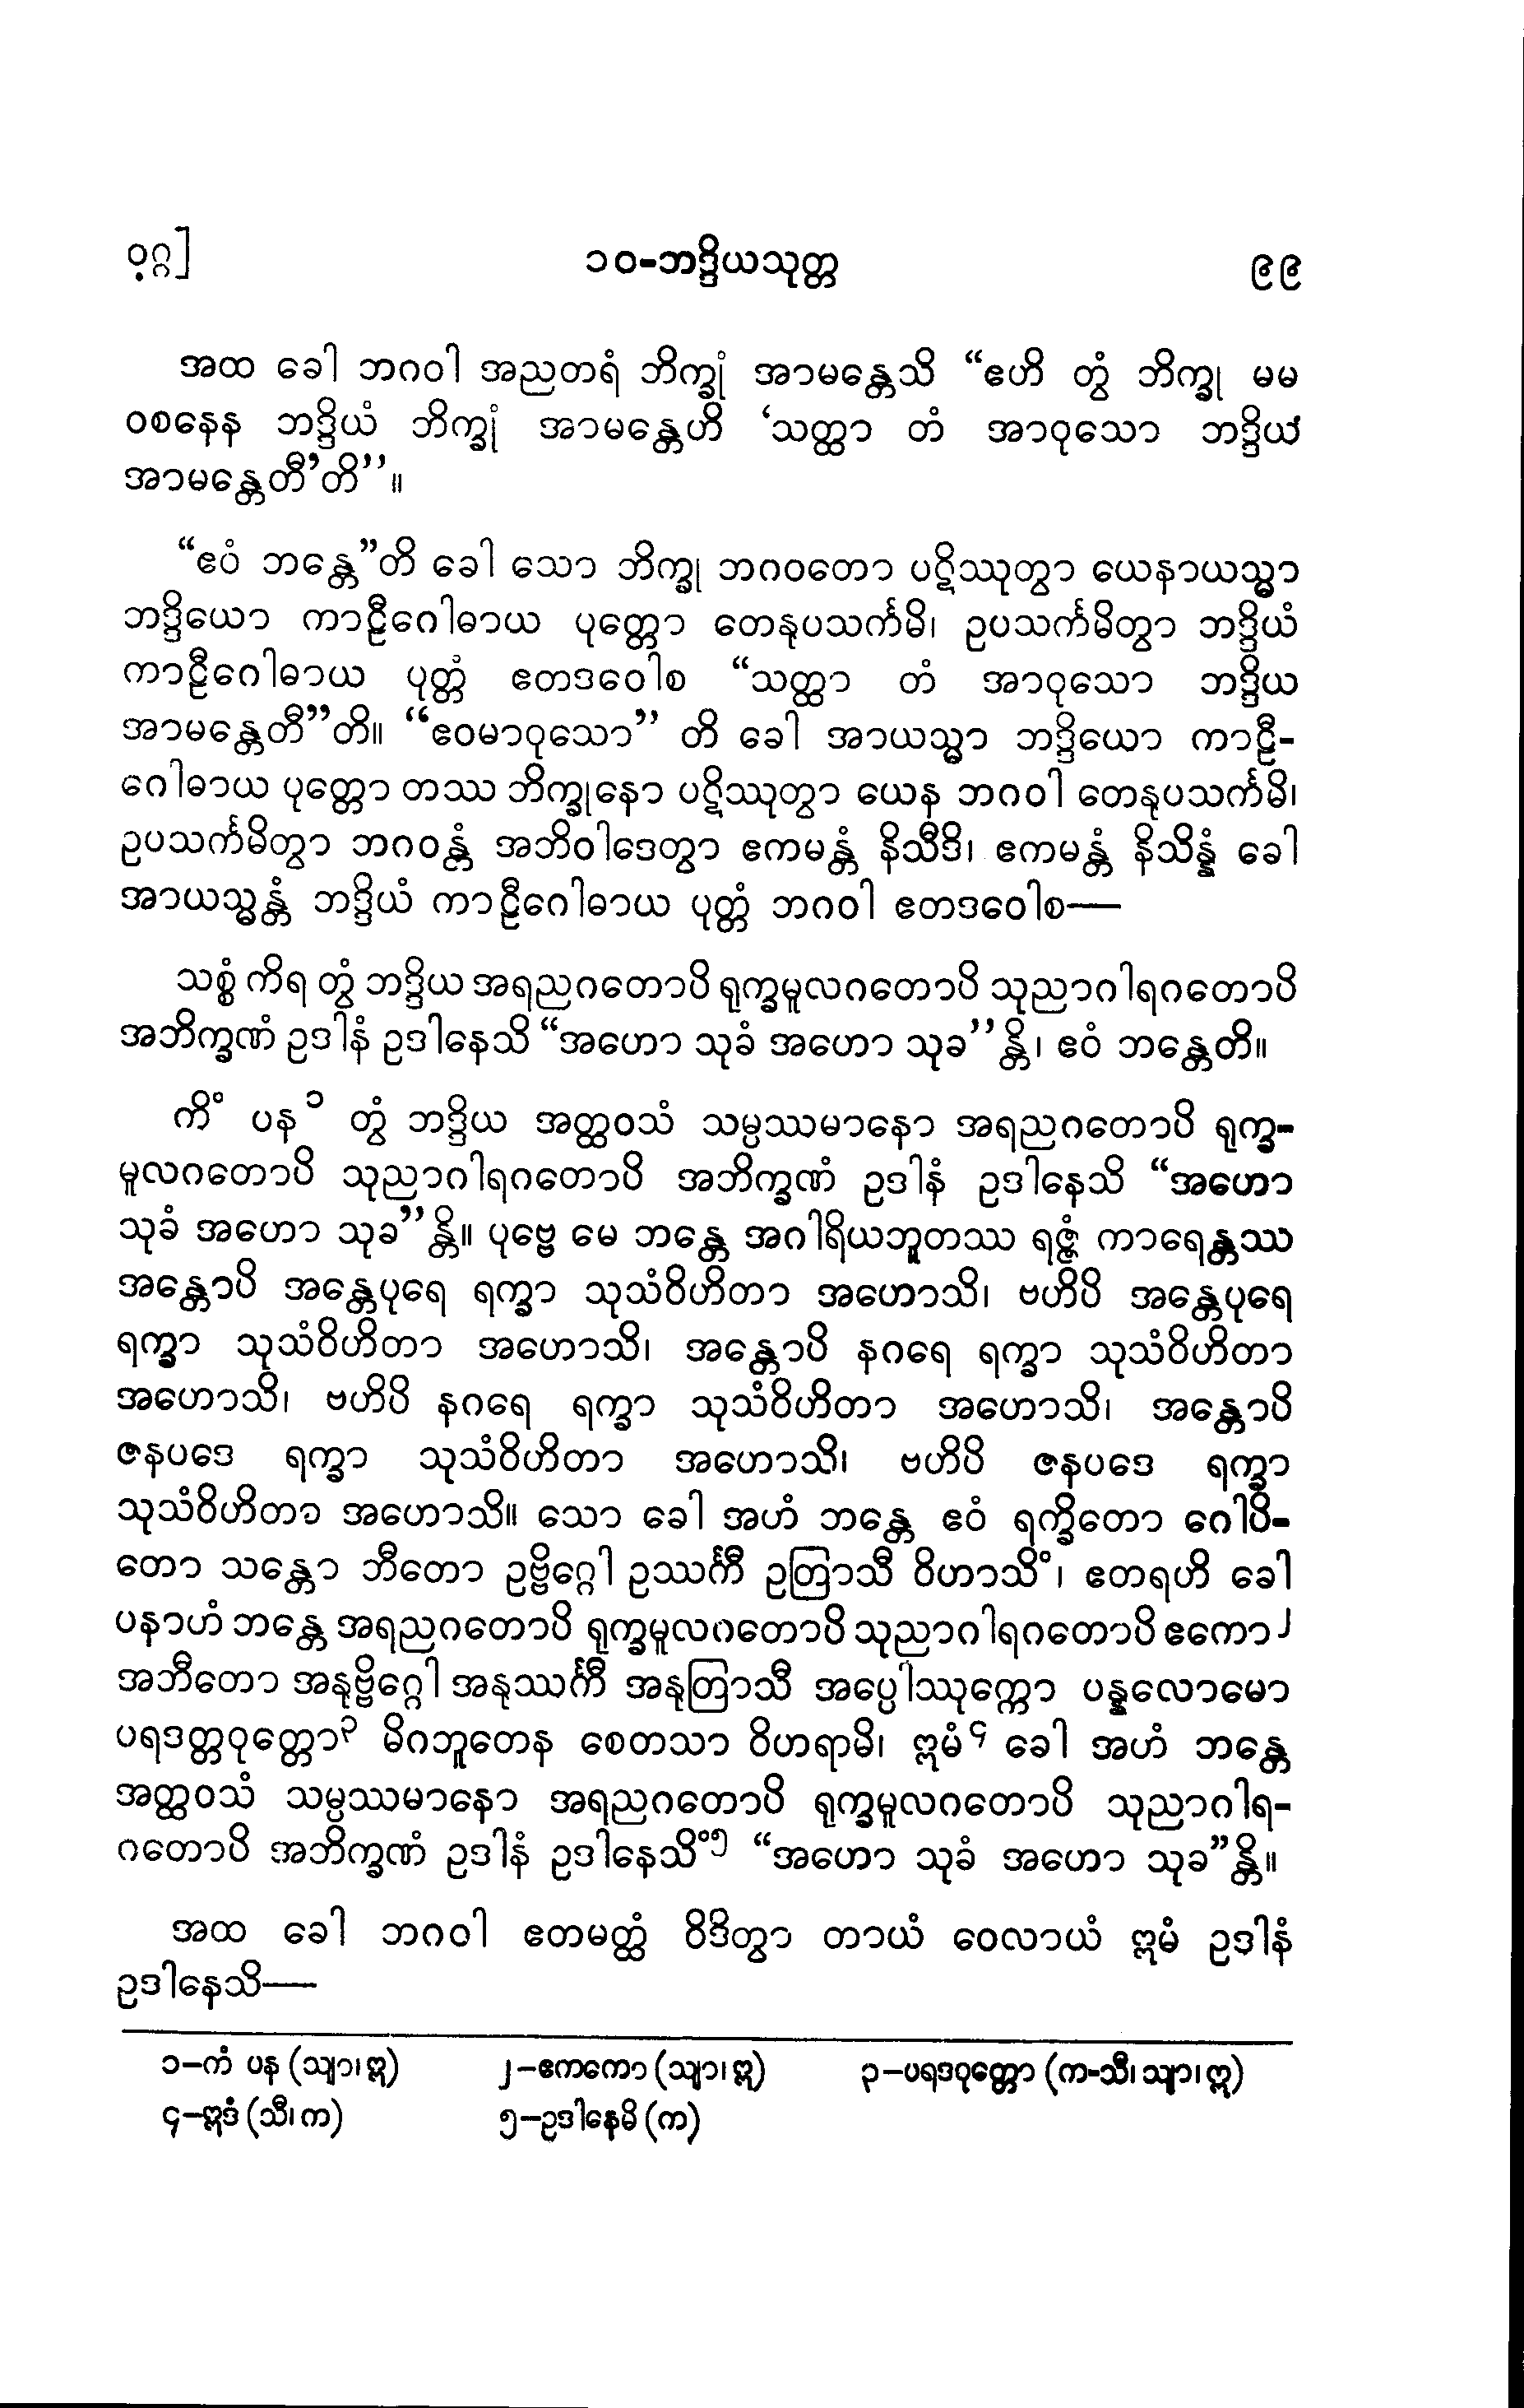 ဝဂ္ဂ]
၁၀-ဘဒ္ဒိယသုတ္တ
၉၉
အထ ခေါ ဘဂဝါ အညတရံ ဘိက္ခုံ အာမန္တေသိ “ဧဟိ တွံ ဘိက္ခု မမ
ဝစနေန ဘဒ္ဒိယံ ဘိက္ခုံ အာမန္တေဟိ ‘သတ္ထာ တံ အာဝုသော ဘဒ္ဒိယ
အာမန္တေတီ’တိ”။
“ဧဝံ ဘန္တေ”တိ ခေါ သော ဘိက္ခု ဘဂဝတော ပဋိဿုတွာ ယေနာယသ္မာ
ဘဒ္ဒိယော ကာဠီဂေါဓာယ ပုတ္တော တေနုပသင်္ကမိ၊ ဥပသင်္ကမိတွာ ဘဒ္ဒိယံ
ကာဠီဂေါဓာယ ပုတ္တံ ဧတဒဝေါစ “သတ္ထာ တံ အာဝုသော ဘဒ္ဒိယ
အာမန္တေတီ”တိ။ “ဧဝမာဝုသော” တိ ခေါ အာယသ္မာ ဘဒ္ဒိယော ကာဠီ-
ဂေါဓာယ ပုတ္တော တဿ ဘိက္ခုနော ပဋိဿုတွာ ယေန ဘဂဝါ တေနုပသင်္ကမိ၊
ဥပသင်္ကမိတွာ ဘဂဝန္တံ အဘိဝါဒေတွာ ဧကမန္တံ နိသီဒိ၊ ဧကမန္တံ နိသိန္နံ ခေါ
အာယသ္မန္တံ ဘဒ္ဒိယံ ကာဠီဂေါဓာယ ပုတ္တံ ဘဂဝါ ဧတဒဝေါစ—
သစ္စံ ကိရ တွံ ဘဒ္ဒိယ အရညဂတောပိ ရုက္ခမူလဂတောပိ သုညာဂါရဂတောပိ
အဘိက္ခဏံ ဥဒါနံ ဥဒါနေသိ “အဟော သုခံ အဟော သုခ”န္တိ၊ ဧဝံ ဘန္တေတိ။
ကိံ ပန၁ တွံ ဘဒ္ဒိယ အတ္ထဝသံ သမ္ပဿမာနော အရညဂတောပိ ရုက္ခ-
မူလဂတောပိ သုညာဂါရဂတောပိ အဘိက္ခဏံ ဥဒါနံ ဥဒါနေသိ “အဟော
သုခံ အဟော သုခ”န္တိ။ ပုဗ္ဗေ မေ ဘန္တေ အဂါရိယဘူတဿ ရဇ္ဇံ ကာရေန္တဿ
အန္တောပိ အန္တေပုရေ ရက္ခာ သုသံဝိဟိတာ အဟောသိ၊ ဗဟိပိ အန္တေပုရေ
ရက္ခာ သုသံဝိဟိတာ အဟောသိ၊ အန္တောပိ နဂရေ ရက္ခာ သုသံဝိဟိတာ
အဟောသိ၊ ဗဟိပိ နဂရေ ရက္ခာ သုသံဝိဟိတာ အဟောသိ၊ အန္တောပိ
ဇနပဒေ ရက္ခာ သုသံဝိဟိတာ အဟောသိ၊ ဗဟိပိ ဇနပဒေ ရက္ခာ
သုသံဝိဟိတာ အဟောသိ။ သော ခေါ အဟံ ဘန္တေ ဧဝံ ရက္ခိတော ဂေါပိ-
တော သန္တော ဘီတော ဥဗ္ဗိဂ္ဂေါ ဥဿင်္ကီ ဥတြာသီ ဝိဟာသိံ၊ ဧတရဟိ ခေါ
ပနာဟံ ဘန္တေ အရညဂတောပိ ရုက္ခမူလဂတောပိ သုညာဂါရဂတောပိ ဧကော၂
အဘီတော အနုဗ္ဗိဂ္ဂေါ အနုဿင်္ကီ အနုတြာသီ အပ္ပေါဿုက္ကော ပန္နလောမော
ပရဒတ္တဝုတ္တော၃ မိဂဘူတေန စေတသာ ဝိဟရာမိ၊ ဣမံ၄ ခေါ အဟံ ဘန္တေ
အတ္ထဝသံ သမ္ပဿမာနော အရညဂတောပိ ရုက္ခမူလဂတောပိ သုညာဂါရ-
ဂတောပိ အဘိက္ခဏံ ဥဒါနံ ဥဒါနေသိံ၅ “အဟော သုခံ အဟော သုခ”န္တိ။
အထ ခေါ ဘဂဝါ ဧတမတ္ထံ ဝိဒိတွာ တာယံ ဝေလာယံ ဣမံ ဥဒါနံ
ဥဒါနေသိ—
၁-ကံ ပန (သျာ၊ ဣ) ၂-ဧကကော (သျာ၊ ဣ) ၃-ပရဒဝုတ္တော (က-သီ၊ သျာ၊ ဣ)
၄-ဣဒံ (သီ၊ က) ၅-ဥဒါနေမိ (က)